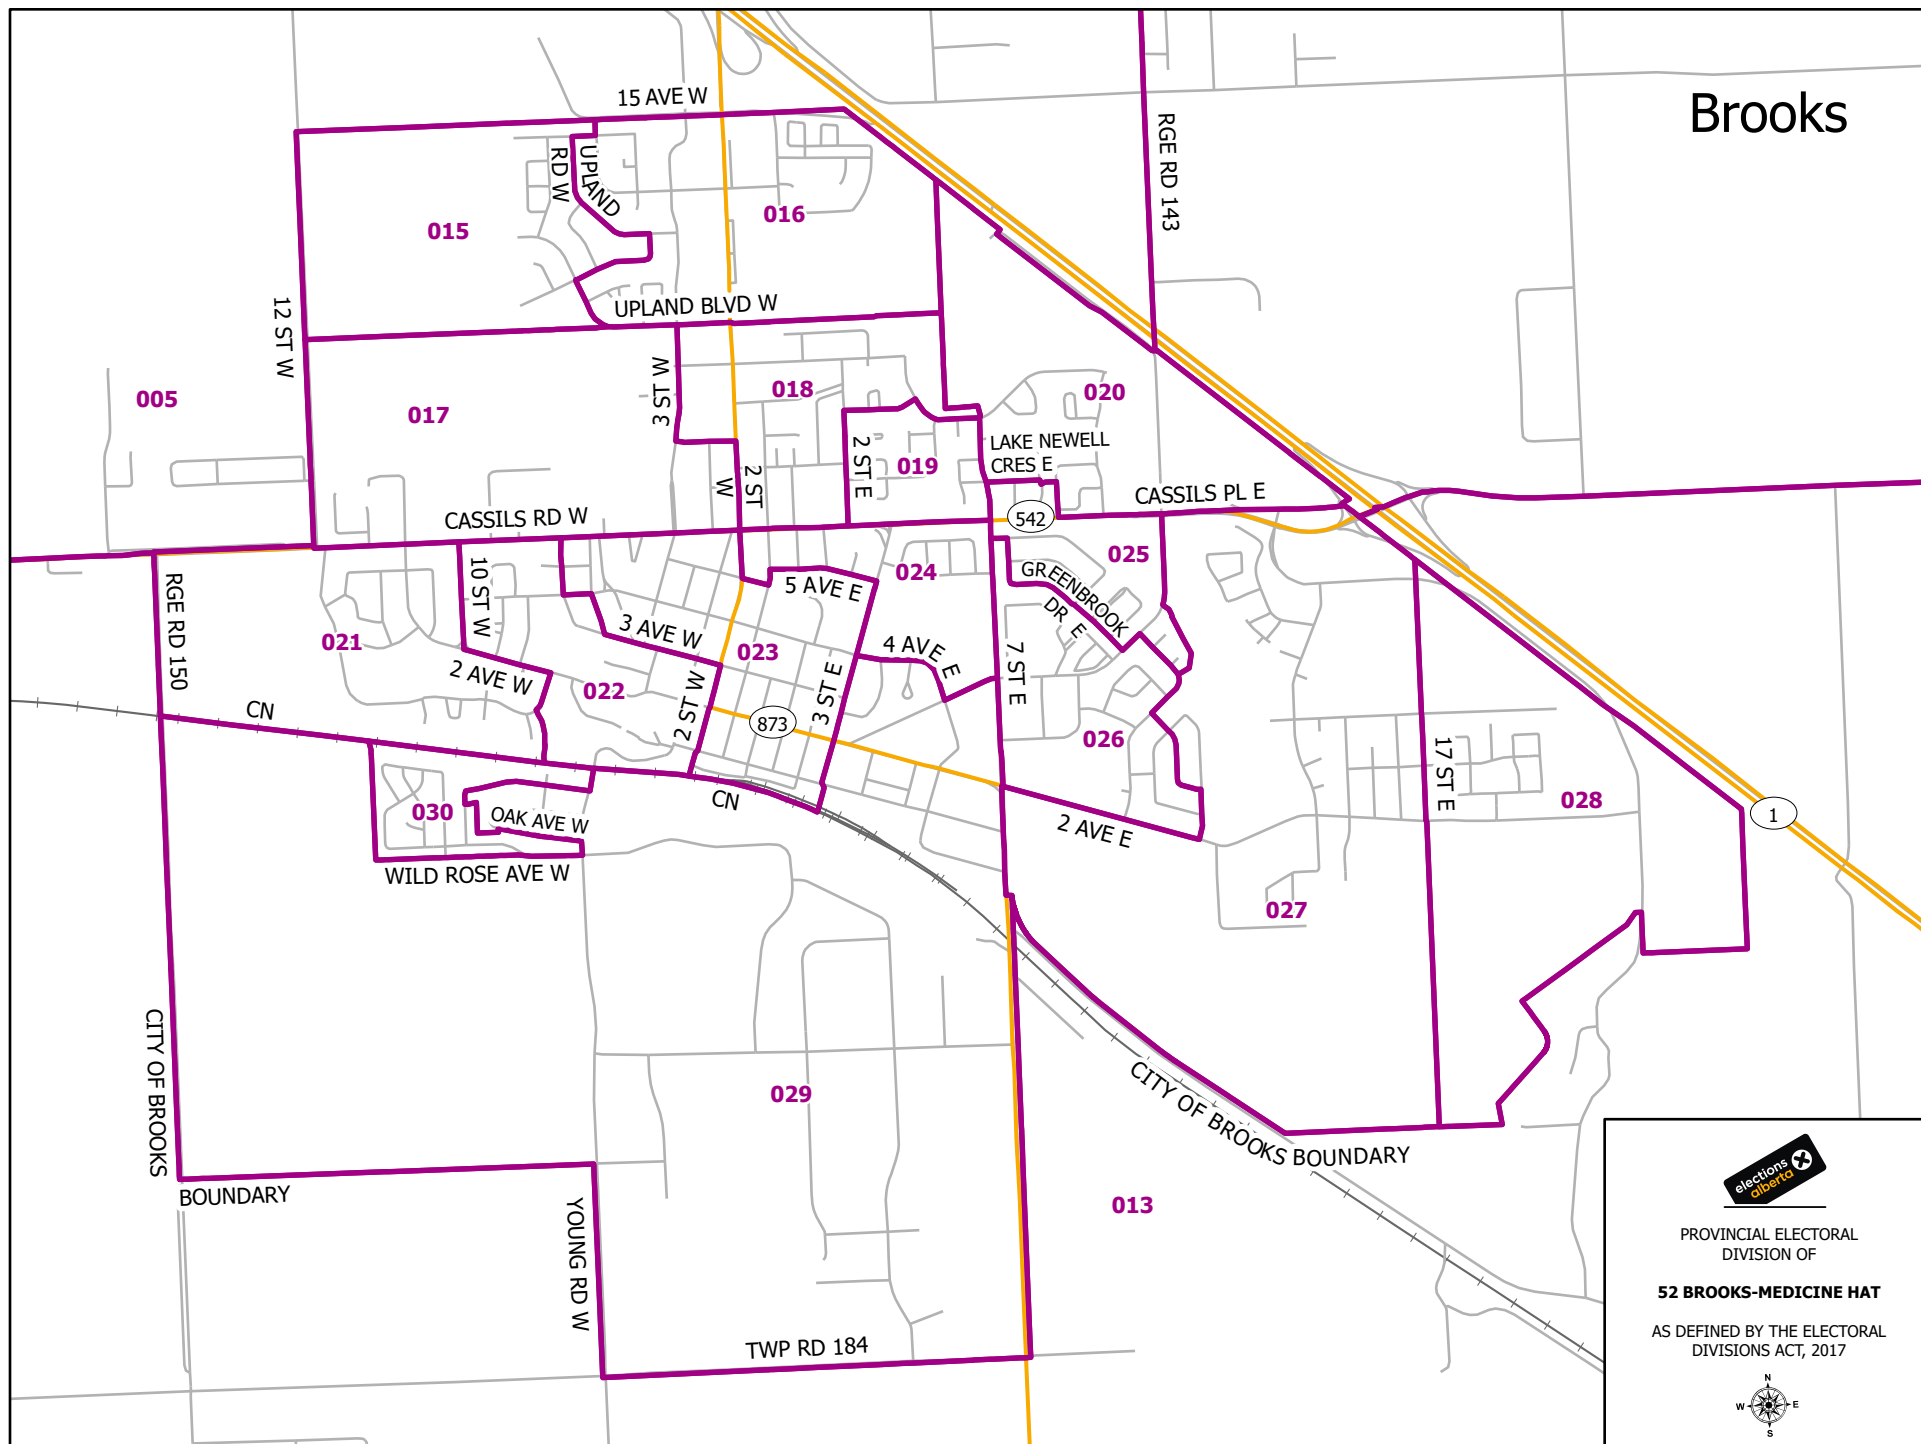 Brooks
15 AVE W
UPLAND
RD W
RGE RD 143
015
016
12 ST W
UPLAND BLVD W
005
017
3 ST W
018
020
2 ST E
019
LAKE NEWELL
CRES E
2 ST
W
CASSILS PL E
CASSILS RD W
542
RGE RD 150
10 ST W
5 AVE E
024
025
GREENBROOK
DR E
021
3 AVE W
023
4 AVE E
7 ST E
2 AVE W
022
2 ST W
3 ST E
873
CN
026
17 ST E
028
1
CN
030
OAK AVE W
2 AVE E
WILD ROSE AVE W
027
CITY OF BROOKS
BOUNDARY
029
CITY OF BROOKS BOUNDARY
013
YOUNG RD W
TWP RD 184
elections
alberta
PROVINCIAL ELECTORAL
DIVISION OF
52 BROOKS-MEDICINE HAT
AS DEFINED BY THE ELECTORAL
DIVISIONS ACT, 2017
N
W E
S